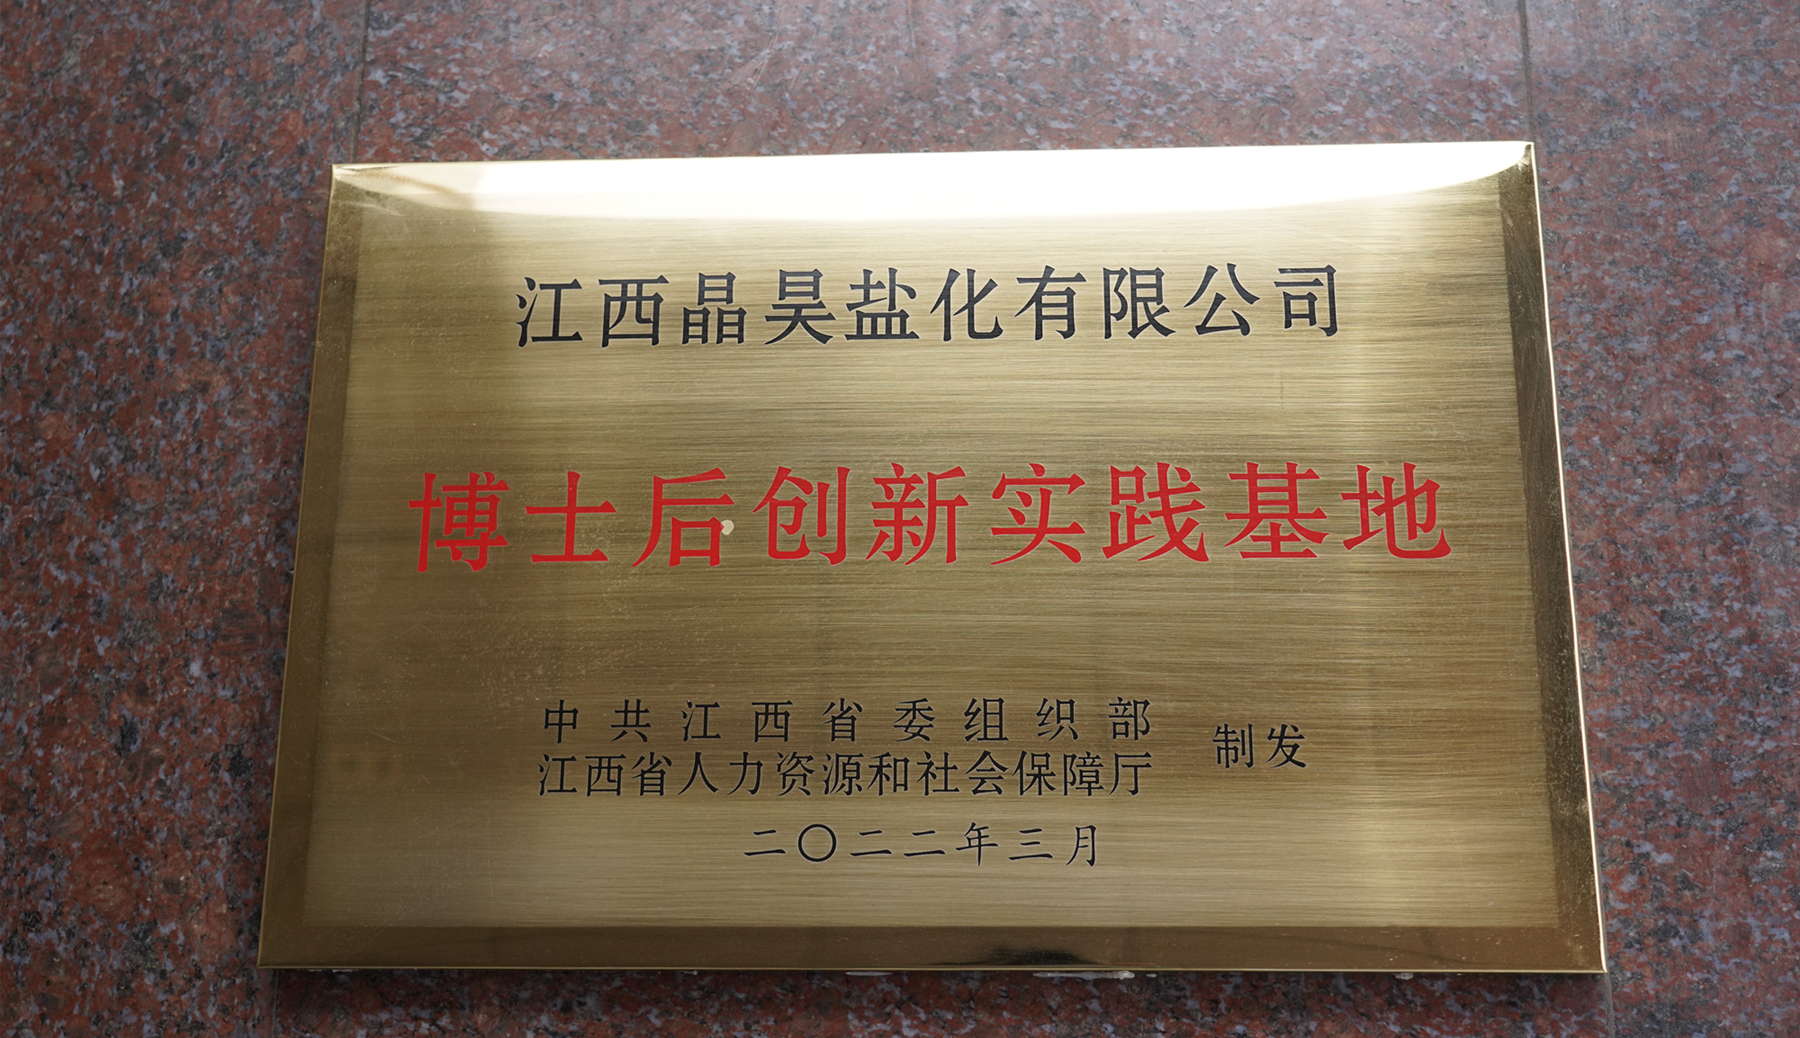 江西晶昊盐化有限公司
博士后创新实践基地
中共江西省委组织部
江西省人力资源和社会保障厅
制发
二〇二二年三月